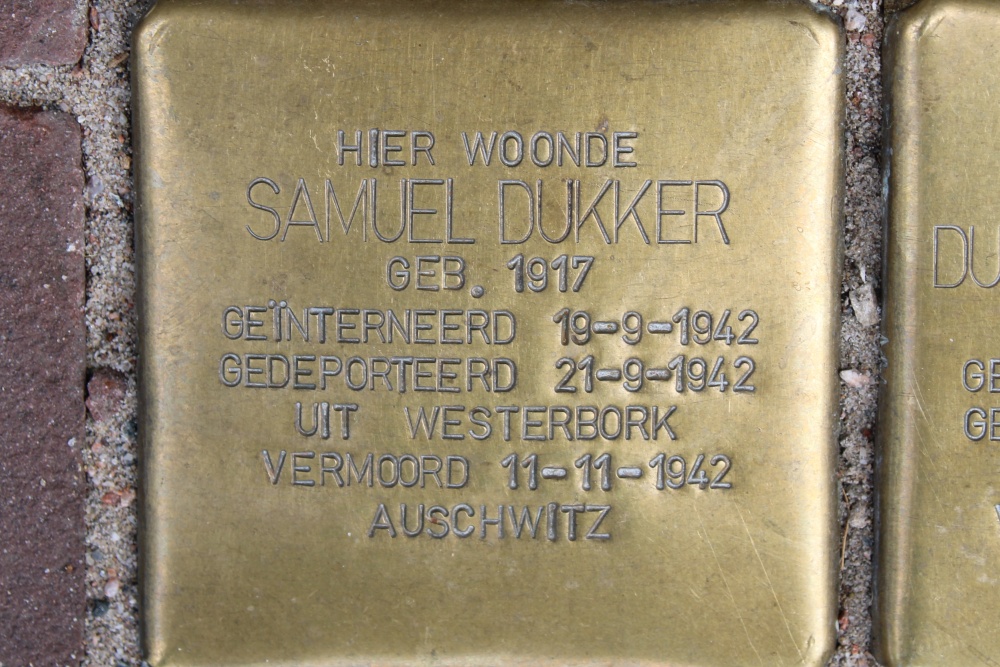 HIER WOONDE
SAMUEL DUKKER
GEB. 1917
GEÏNTERNEERD 19-9-1942
GEDEPORTEERD 21-9-1942
UIT WESTERBORK
VERMOORD 11-11-1942
AUSCHWITZ